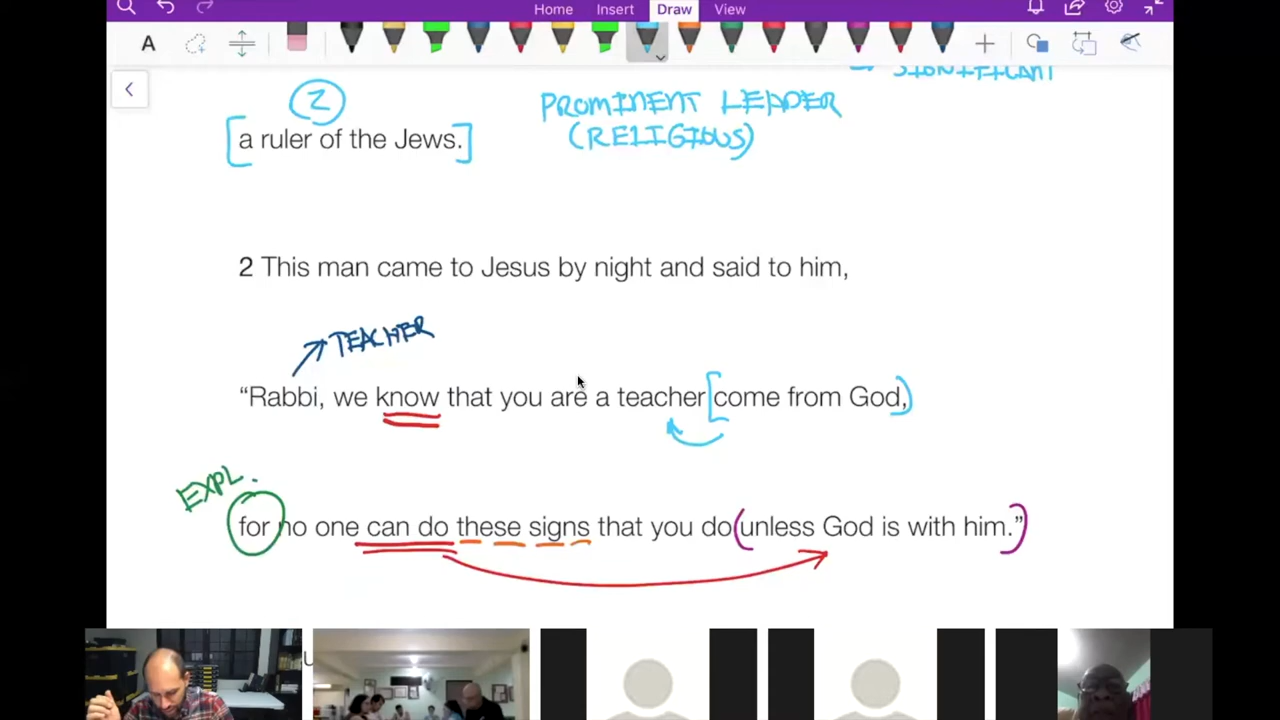 Home Insert Draw View
A
SIGNIFICANT
2
PROMINENT LEADER
(RELIGIOUS)
[a ruler of the Jews.]
2 This man came to Jesus by night and said to him,
TEACHER
“Rabbi, we know that you are a teacher [come from God,)
EXPL.
for no one can do these signs that you do (unless God is with him.”)